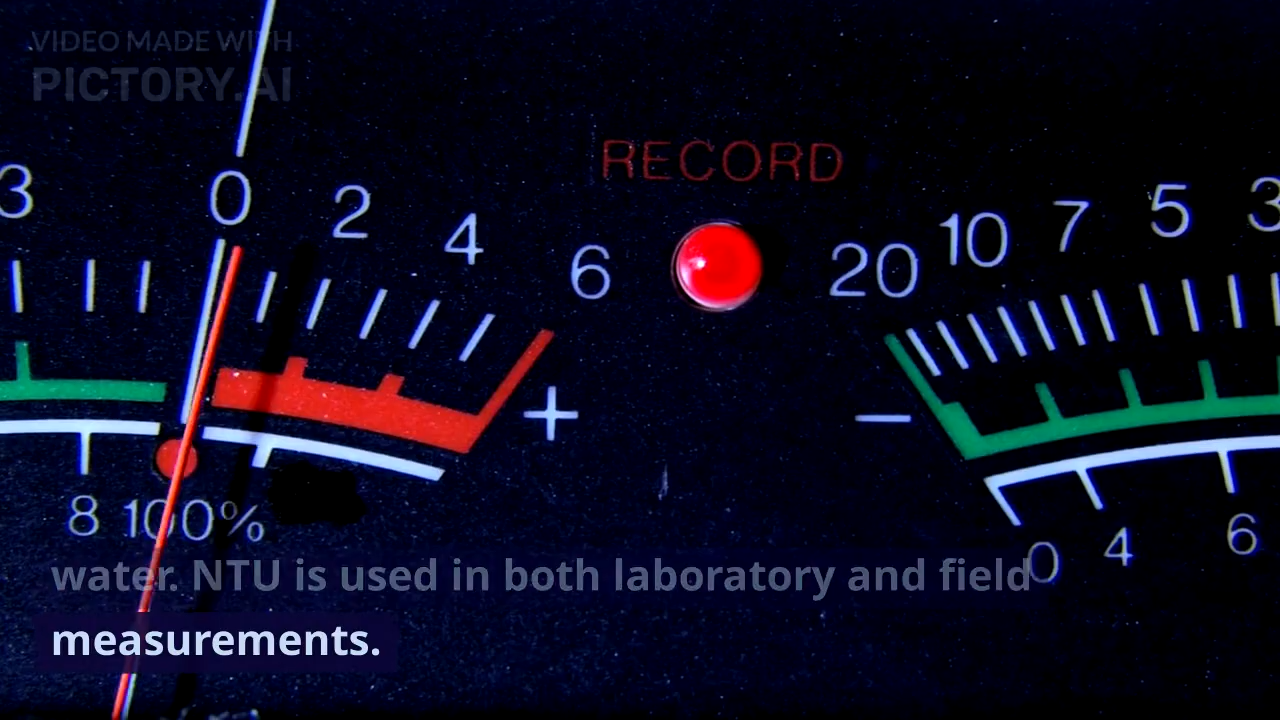 VIDEO MADE WITH
PICTORY.AI
RECORD
3 0 2 4 6 20 10 7 5 3
+ −
8 100% 0 4 6
water. NTU is used in both laboratory and field
measurements.